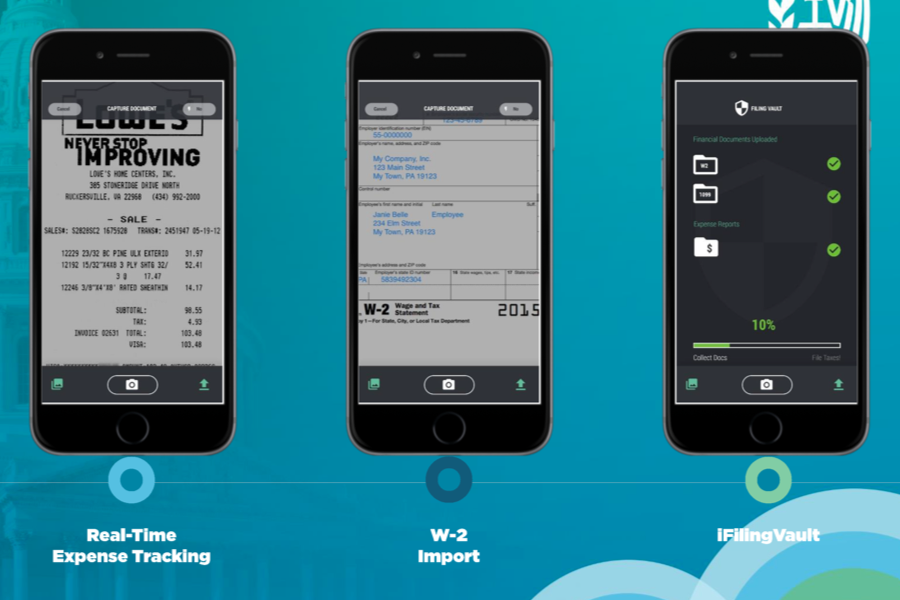 Cancel
CAPTURE DOCUMENT
No
LOWE'S
NEVER STOP
IMPROVING
LOWE'S HOME CENTERS, INC.
305 STONERIDGE DRIVE NORTH
RUCKERSVILLE, VA 22968 (434) 992-2000
- SALE -
SALES#: S2828SC2 1675928 TRANS#: 2451947 05-19-12
12229 23/32 BC PINE ULX EXTERIO 31.97
12192 15/32"X4X8 3 PLY SHTG 32/ 52.41
3 @ 17.47
12246 3/8"X4'X8' RATED SHEATHIN 14.17
SUBTOTAL: 98.55
TAX: 4.93
INVOICE 02631 TOTAL: 103.48
VISA: 103.48
Real-Time
Expense Tracking
Cancel
CAPTURE DOCUMENT
No
Employer identification number (EIN)
55-0000000
Employer's name, address, and ZIP code
My Company, Inc.
123 Main Street
My Town, PA 19123
Control number
Employee's first name and initial Last name Suff.
Janie Belle Employee
234 Elm Street
My Town, PA 19123
Employee's address and ZIP code
Employer's state ID number 16 State wages, tips, etc. 17 State incom
PA 5839482304
W-2 Wage and Tax
Statement 2015
y 1—For State, City, or Local Tax Department
W-2
Import
FILING VAULT
Financial Documents Uploaded
W2
1099
Expense Reports
$
10%
Collect Docs File Taxes!
iFilingVault